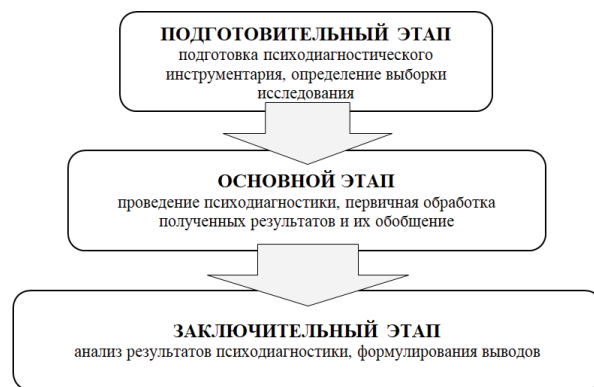 ПОДГОТОВИТЕЛЬНЫЙ ЭТАП
подготовка психодиагностического
инструментария, определение выборки
исследования
ОСНОВНОЙ ЭТАП
проведение психодиагностики, первичная обработка
полученных результатов и их обобщение
ЗАКЛЮЧИТЕЛЬНЫЙ ЭТАП
анализ результатов психодиагностики, формулирования выводов